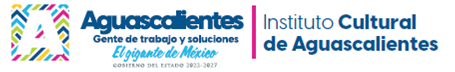 Aguascalientes
Gente de trabajo y soluciones
El gigante de México
GOBIERNO DEL ESTADO 2022-2027
Instituto Cultural
de Aguascalientes